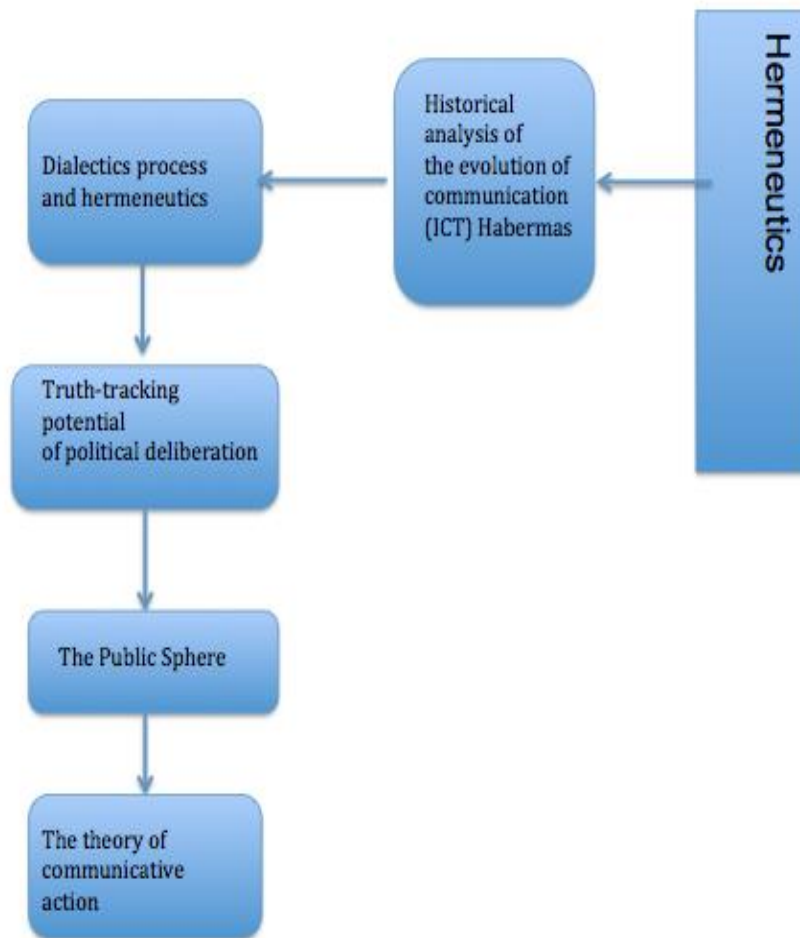 Hermeneutics
Historical
analysis of
the evolution of
communication
(ICT) Habermas
Dialectics process
and hermeneutics
Truth-tracking
potential
of political deliberation
The Public Sphere
The theory of
communicative
action